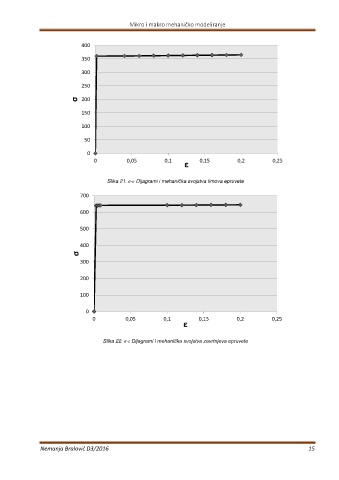 Mikro i makro mehaničko modeliranje
400
350
300
250
200
150
100
50
0
σ
0 0,05 0,1 0,15 0,2 0,25
ε
Slika 21. σ-ε Dijagrami i mehanička svojstva limova epruvete
700
600
500
400
300
200
100
0
σ
0 0,05 0,1 0,15 0,2 0,25
ε
Slika 22. σ-ε Dijagrami i mehanička svojstva zavrtnjeva epruvete
Nemanja Bralović D3/2016 15